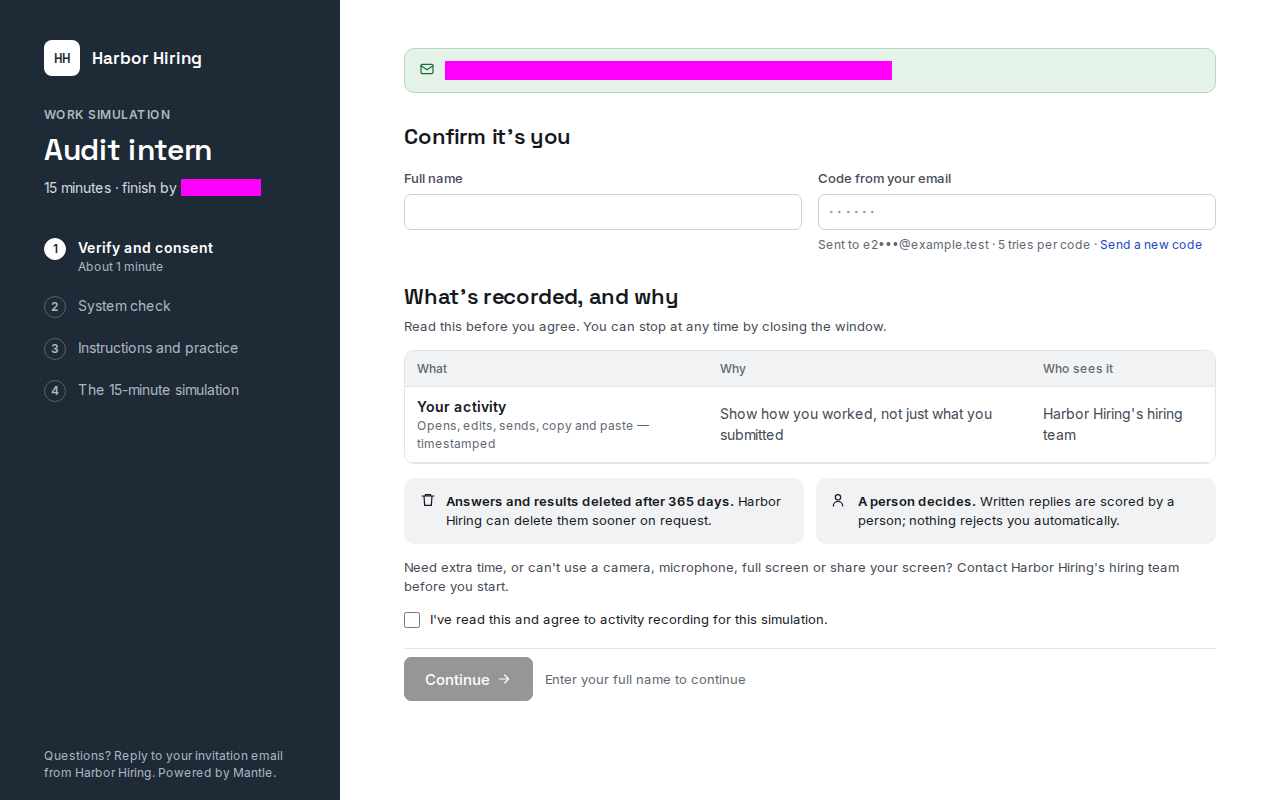 HH
Harbor Hiring
WORK SIMULATION
Audit intern
15 minutes · finish by
1
Verify and consent
About 1 minute
2
System check
3
Instructions and practice
4
The 15-minute simulation
Questions? Reply to your invitation email
from Harbor Hiring. Powered by Mantle.
Confirm it's you
Full name
Code from your email
······
Sent to e2•••@example.test · 5 tries per code · Send a new code
What's recorded, and why
Read this before you agree. You can stop at any time by closing the window.
What
Why
Who sees it
Your activity
Opens, edits, sends, copy and paste —
timestamped
Show how you worked, not just what you
submitted
Harbor Hiring's hiring
team
Answers and results deleted after 365 days. Harbor
Hiring can delete them sooner on request.
A person decides. Written replies are scored by a
person; nothing rejects you automatically.
Need extra time, or can't use a camera, microphone, full screen or share your screen? Contact Harbor Hiring's hiring team
before you start.
I've read this and agree to activity recording for this simulation.
Continue →
Enter your full name to continue